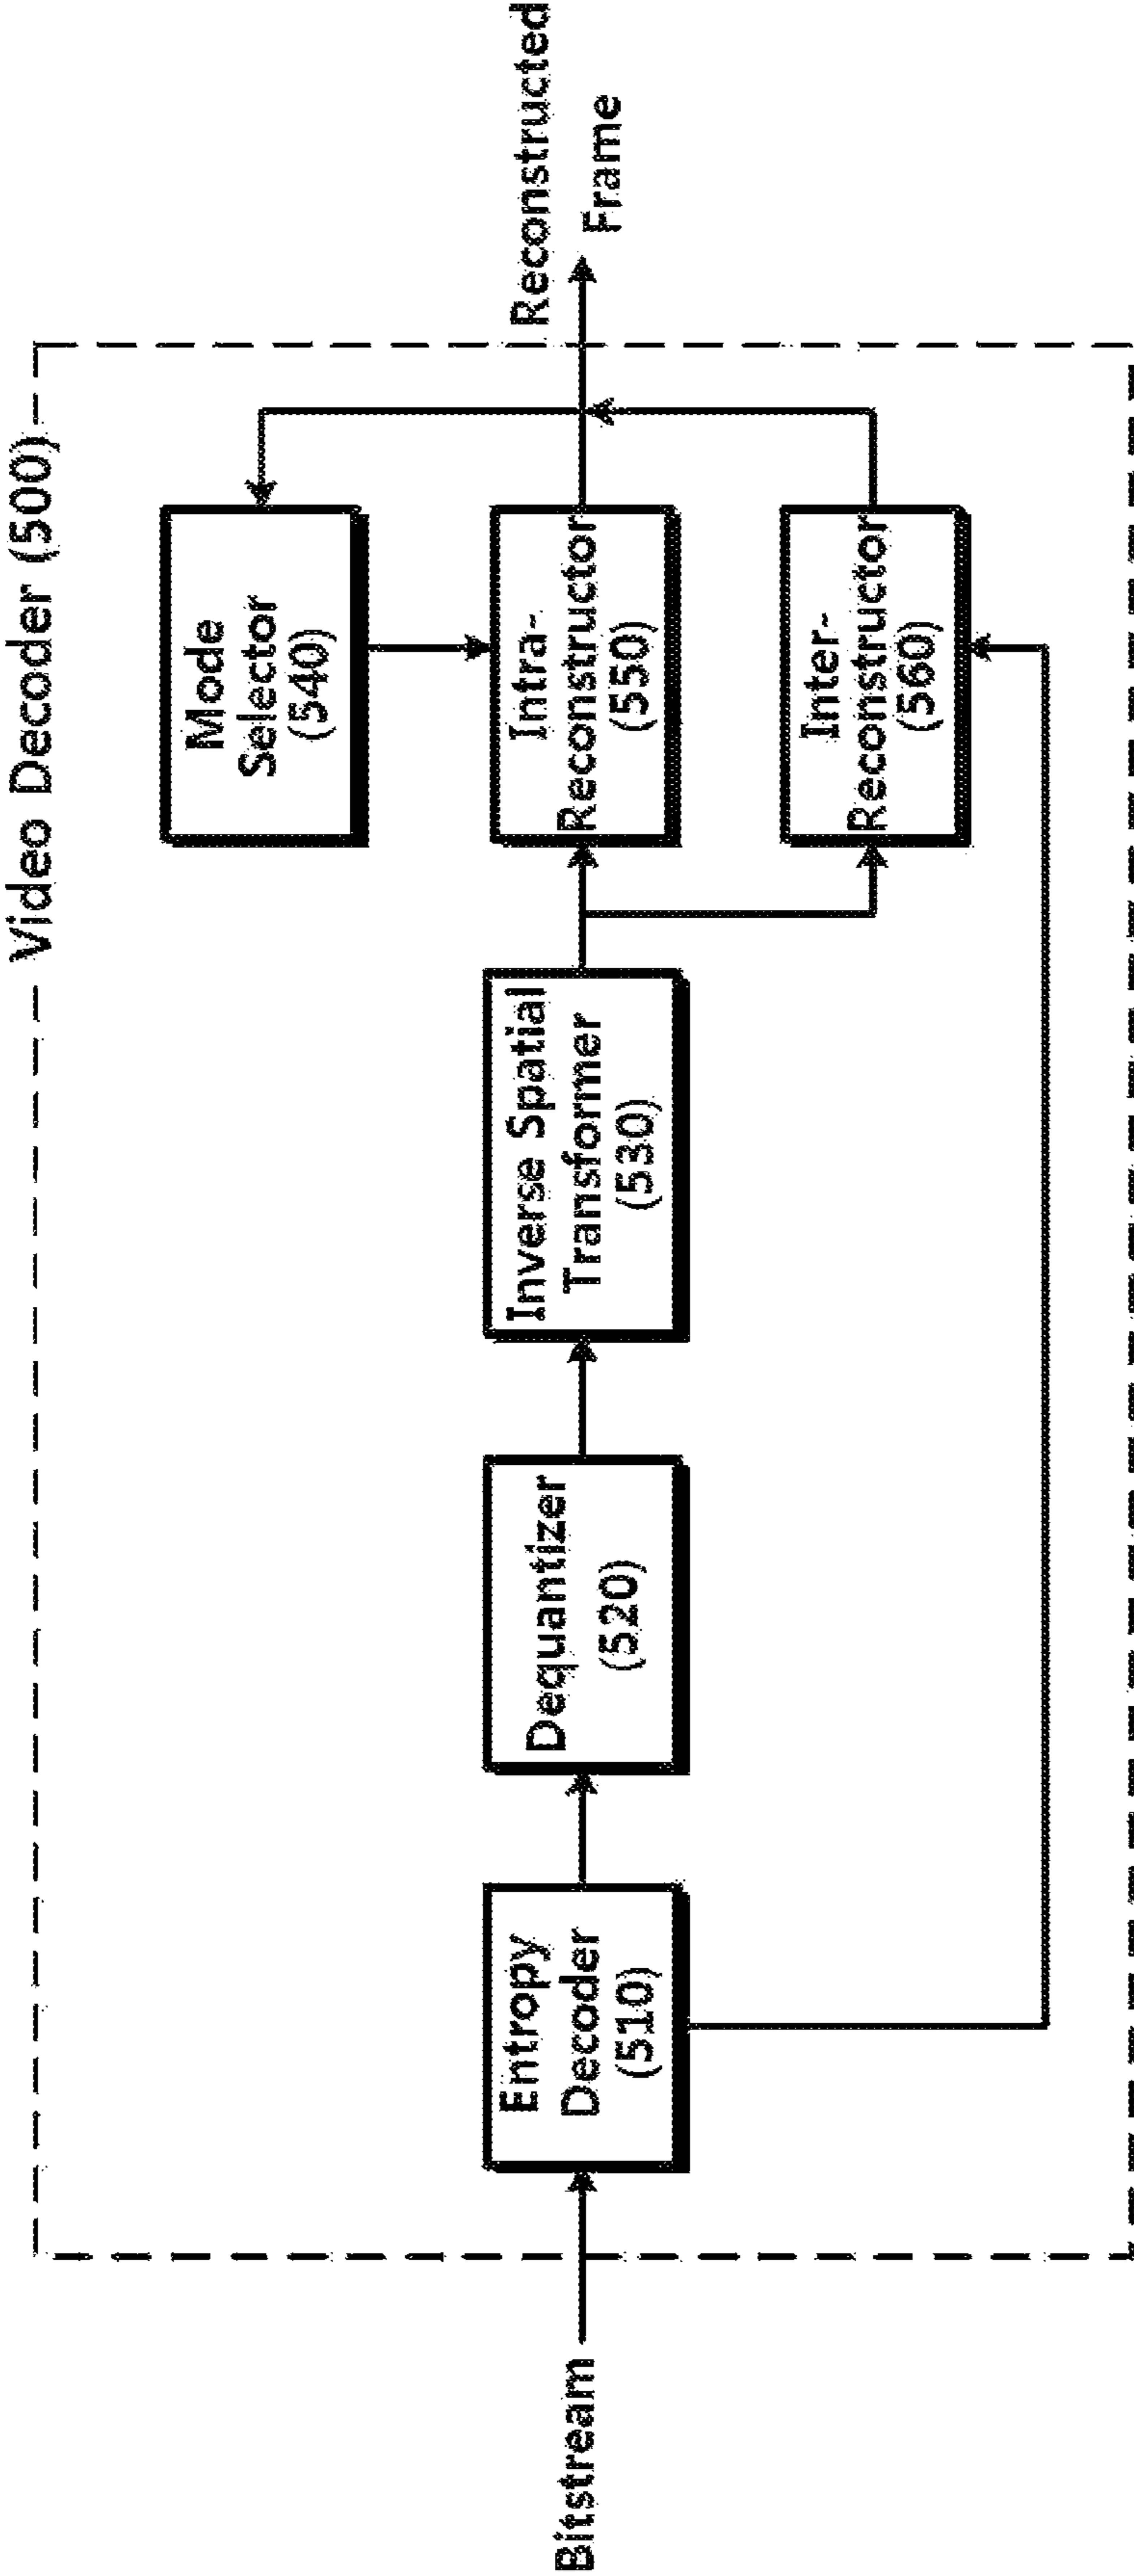 Video Decoder (500)
Mode
Selector
(540)
Bitstream
Entropy
Decoder
(510)
Dequantizer
(520)
Inverse Spatial
Transformer
(530)
Intra-
Reconstructor
(550)
Reconstructed
Frame
Inter-
Reconstructor
(560)